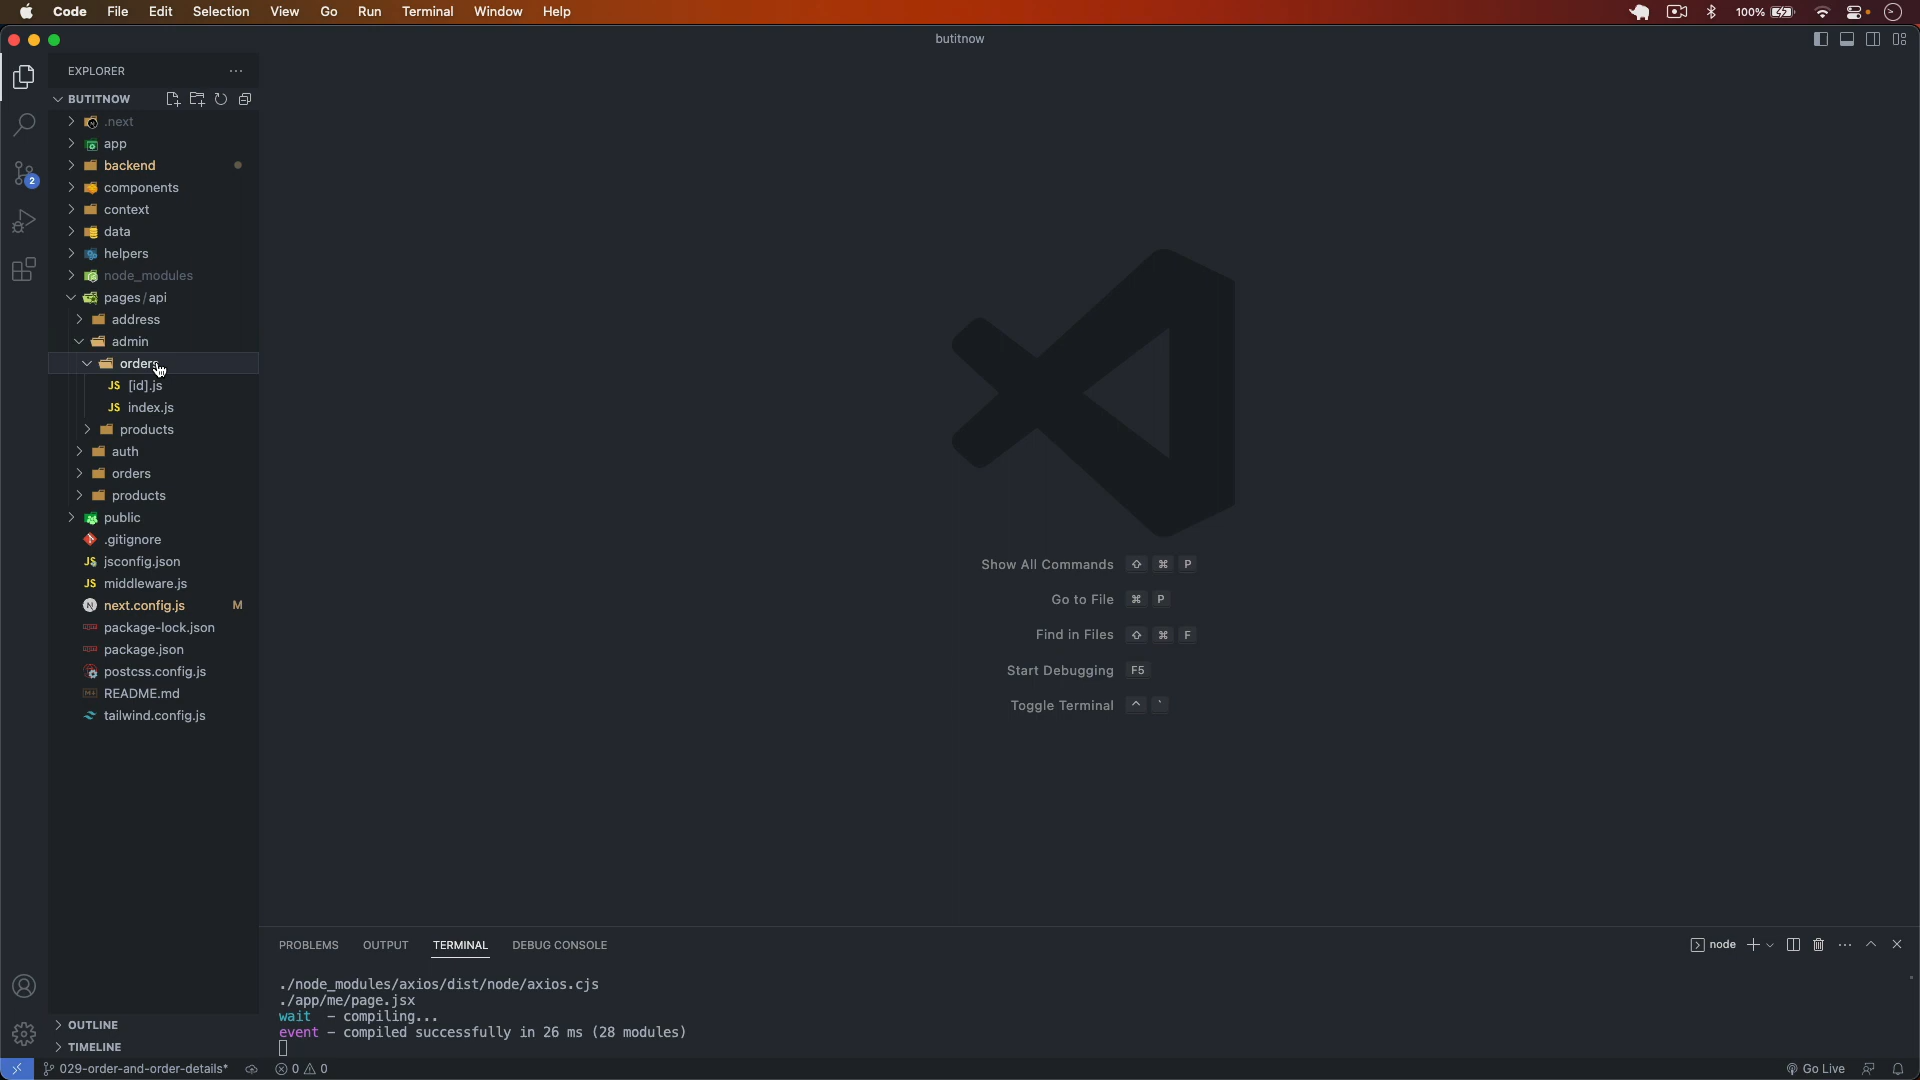 Code File Edit Selection View Go Run Terminal Window Help
100%
butitnow
EXPLORER
BUTITNOW
.next
app
backend
components
context
data
helpers
node_modules
pages / api
address
admin
orders
JS [id].js
JS index.js
products
auth
orders
products
public
.gitignore
JS jsconfig.json
JS middleware.js
N next.config.js M
package-lock.json
package.json
postcss.config.js
README.md
tailwind.config.js
2
Show All Commands ⇧ ⌘ P
Go to File ⌘ P
Find in Files ⇧ ⌘ F
Start Debugging F5
Toggle Terminal ^ `
PROBLEMS OUTPUT TERMINAL DEBUG CONSOLE
node
./node_modules/axios/dist/node/axios.cjs
./app/me/page.jsx
wait - compiling...
event - compiled successfully in 26 ms (28 modules)
OUTLINE
TIMELINE
029-order-and-order-details* 0 0 Go Live